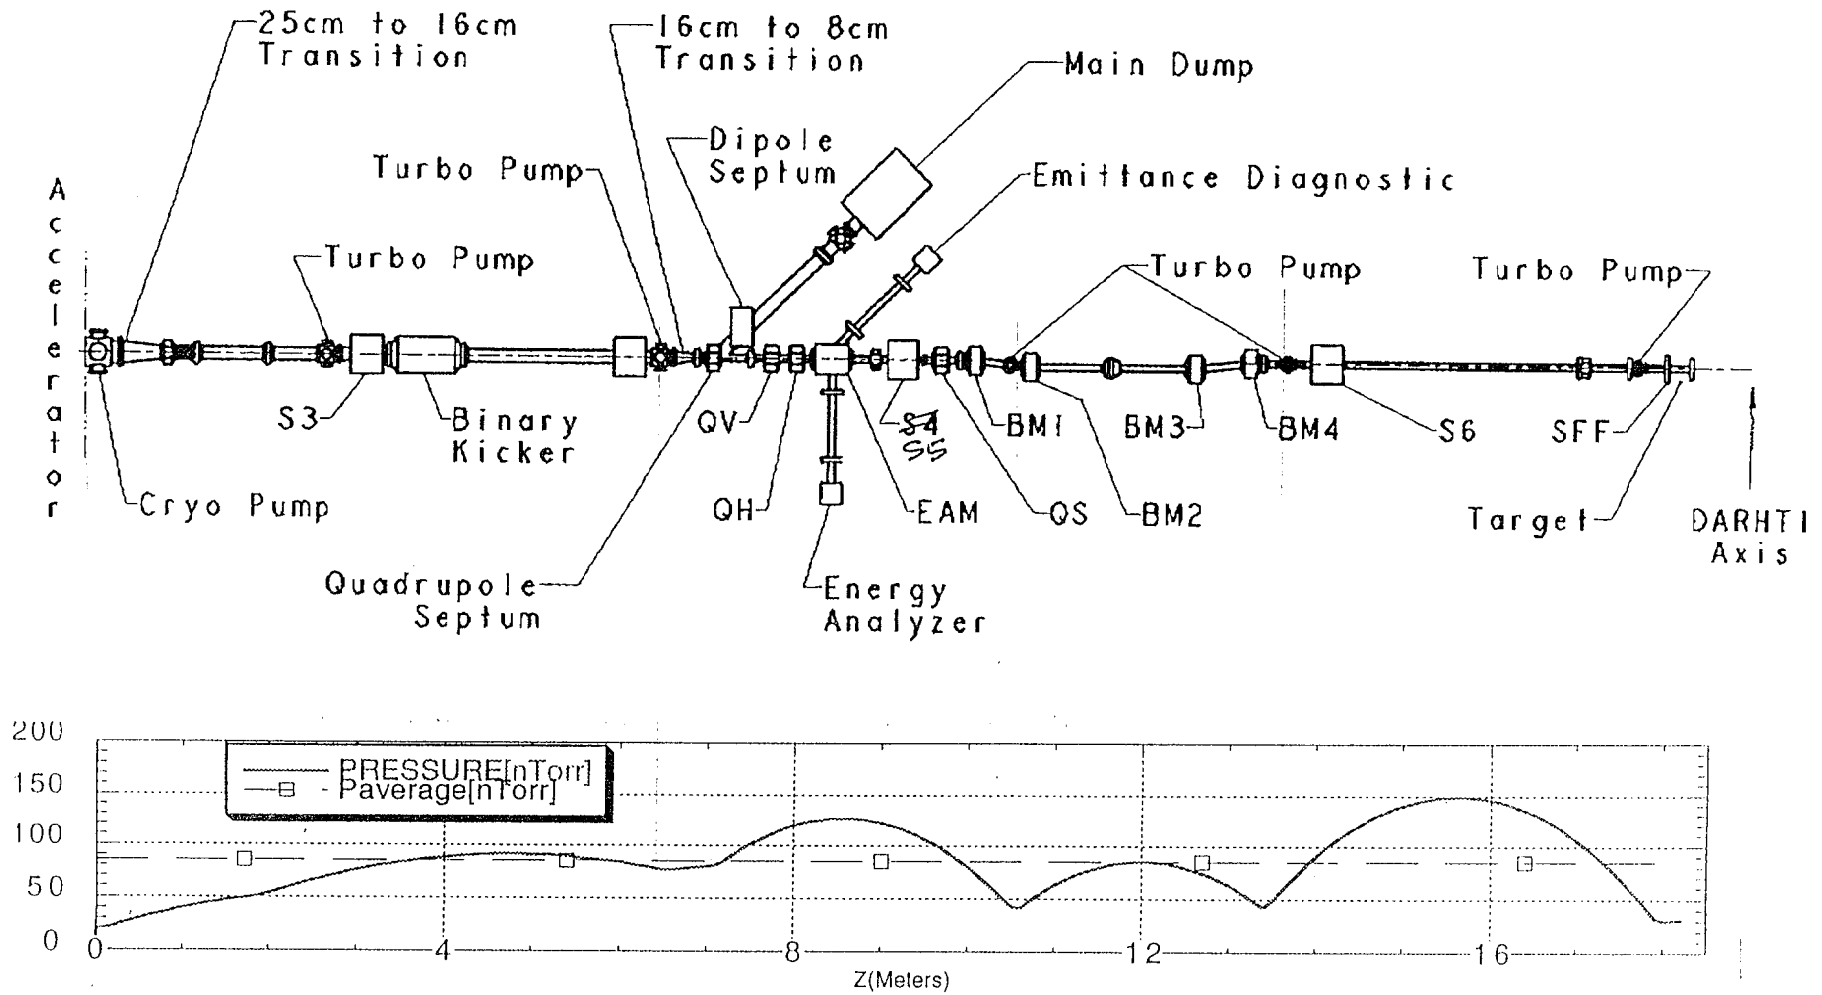 25cm to 16cm
Transition
16cm to 8cm
Transition
Main Dump
Dipole
Septum
Turbo Pump
Emittance Diagnostic
Accelerator
Turbo Pump
Turbo Pump
Turbo Pump
S3
Binary
Kicker
QV
S4
S5
BM1
BM3
BM4
S6
SFF
Cryo Pump
QH
EAM
QS
BM2
Target
DARHT1
Axis
Quadrupole
Septum
Energy
Analyzer
200
150
100
50
0
PRESSURE[nTorr]
Paverage[nTorr]
0 4 8 12 16
Z(Meters)